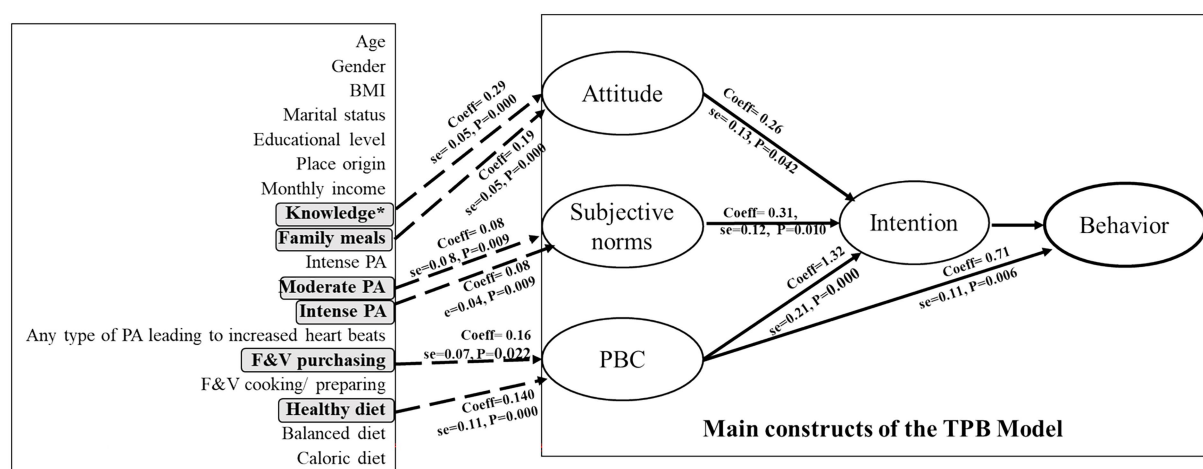 Age
Gender
BMI
Marital status
Educational level
Place origin
Monthly income
Knowledge*
Family meals
Intense PA
Moderate PA
Intense PA
Any type of PA leading to increased heart beats
F&V purchasing
F&V cooking/ preparing
Healthy diet
Balanced diet
Caloric diet
Coeff= 0.29
se= 0.05, P=0.000
Coeff= 0.19
se=0.05, P=0.000
Coeff= 0.08
se=0.08, P=0.009
Coeff= 0.08
e=0.04, P=0.009
Coeff= 0.16
se=0.07, P=0.022
Coeff=0.140
se=0.11, P=0.000
Attitude
Subjective
norms
PBC
Coeff= 0.26
se=0.13, P=0.042
Coeff= 0.31,
se=0.12, P=0.010
Coeff=1.32
se=0.21, P=0.000
Coeff= 0.71
se=0.11, P=0.006
Intention
Behavior
Main constructs of the TPB Model